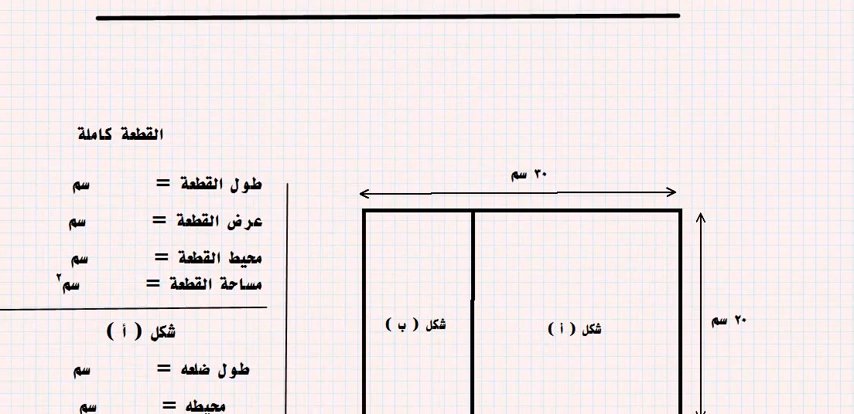 القطعة كاملة
طول القطعة = سم
عرض القطعة = سم
محيط القطعة = سم
مساحة القطعة = سم٢
شكل ( أ )
طول ضلعه = سم
محيطه = سم
٣٠ سم
شكل ( أ )
شكل ( ب )
٢٠ سم